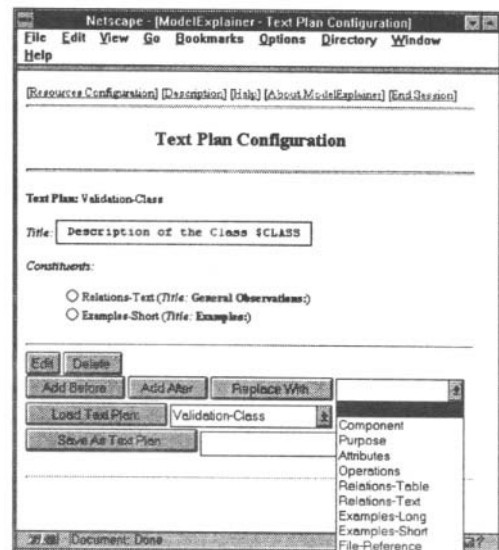 Netscape - [ModelExplainer - Text Plan Configuration]
File Edit View Go Bookmarks Options Directory Window
Help
[Resources Configuration] [Description] [Help] [About ModelExplainer] [End Session]
Text Plan Configuration
Text Plan: Validation-Class
Title: Description of the Class $CLASS
Constituents:
Relations-Text (Title: General Observations:)
Examples-Short (Title: Examples:)
Edit Delete
Add Before Add After Replace With
Load Text Plan: Validation-Class
Save As Text Plan
Component
Purpose
Attributes
Operations
Relations-Table
Relations-Text
Examples-Long
Examples-Short
File-Reference
Document: Done